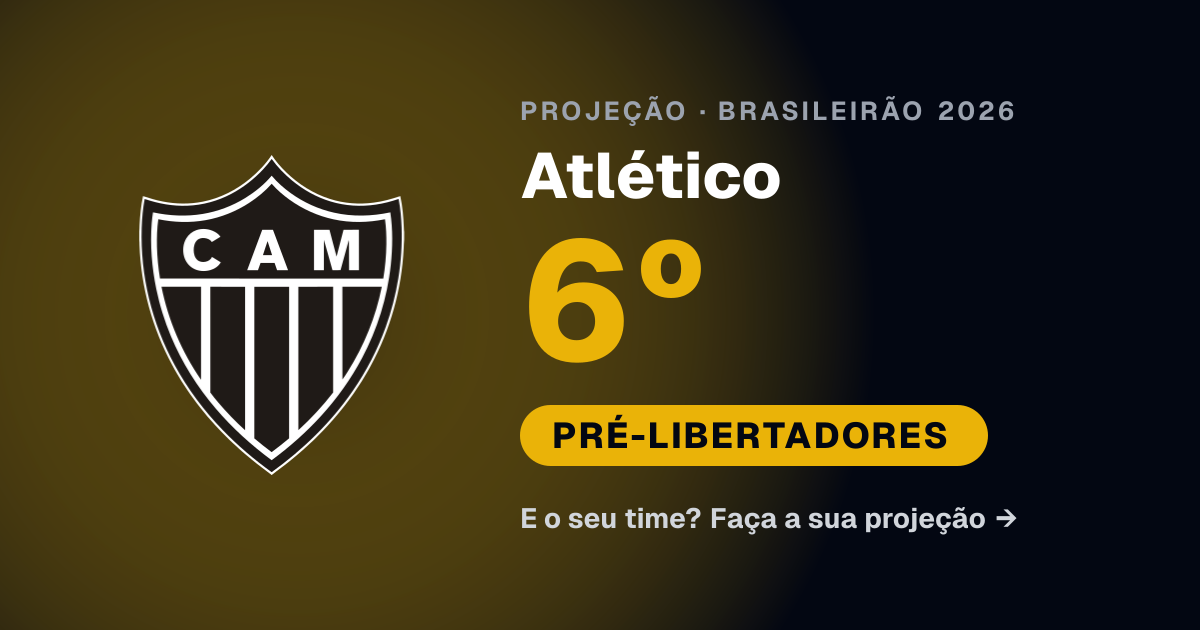 CAM
PROJEÇÃO · BRASILEIRÃO 2026
Atlético
6º
PRÉ-LIBERTADORES
E o seu time? Faça a sua projeção →